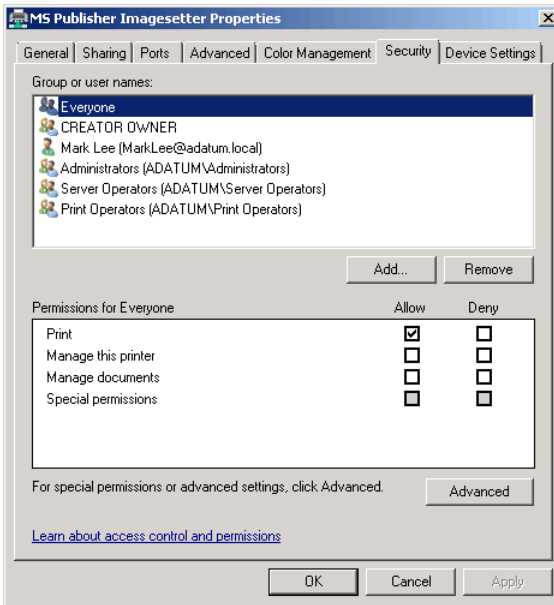 MS Publisher Imagesetter Properties
General Sharing Ports Advanced Color Management Security Device Settings
Group or user names:
Everyone
CREATOR OWNER
Mark Lee (MarkLee@adatum.local)
Administrators (ADATUM\Administrators)
Server Operators (ADATUM\Server Operators)
Print Operators (ADATUM\Print Operators)
Add... Remove
Permissions for Everyone Allow Deny
Print
Manage this printer
Manage documents
Special permissions
For special permissions or advanced settings, click Advanced. Advanced
Learn about access control and permissions
OK Cancel Apply